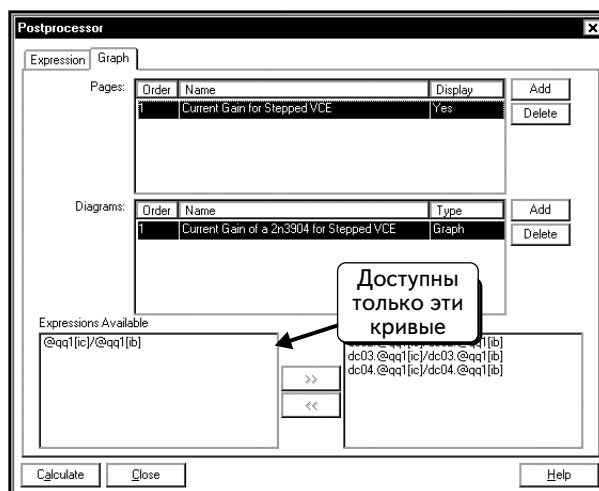 Postprocessor
Expression Graph
Pages:
Order Name Display
1 Current Gain for Stepped VCE Yes
Add
Delete
Diagrams:
Order Name Type
1 Current Gain of a 2n3904 for Stepped VCE Graph
Add
Delete
Доступны
только эти
кривые
Expressions Available
@qq1[ic]/@qq1[ib]
>>
<<
dc03.@qq1[ic]/dc03.@qq1[ib]
dc04.@qq1[ic]/dc04.@qq1[ib]
Calculate Close Help